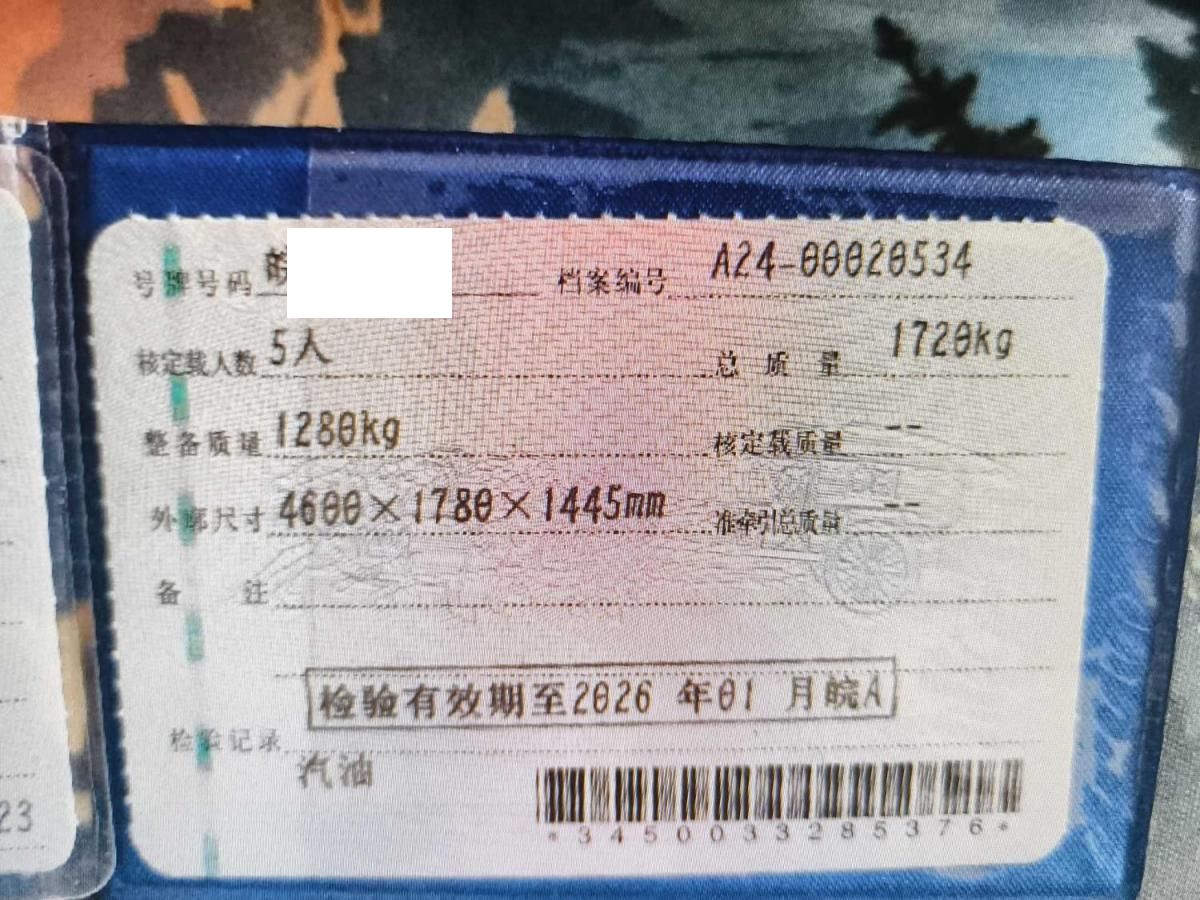 号牌号码 皖 档案编号 A24-00020534
核定载人数 5人 总质量 1720kg
整备质量 1280kg 核定载质量 --
外廓尺寸 4600×1780×1445mm 准牵引总质量 --
备注
检验有效期至2026 年01 月皖A
检验记录
汽油
*3450033285376*
23